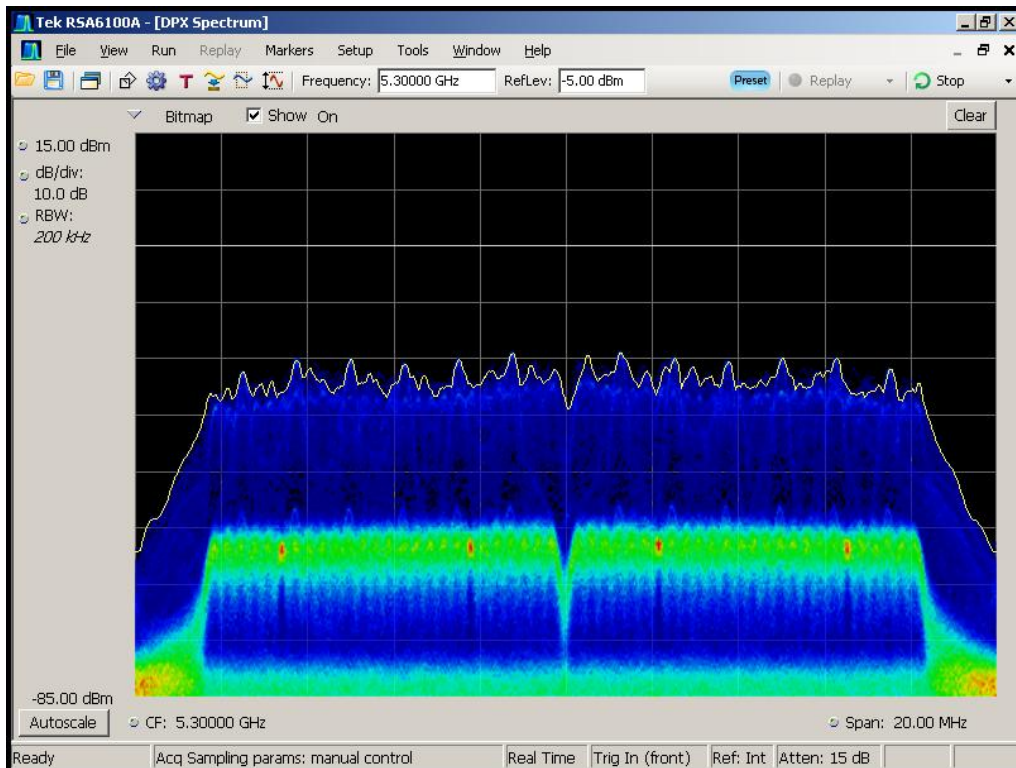 Tek RSA6100A - [DPX Spectrum]
File View Run Replay Markers Setup Tools Window Help
T Frequency: 5.30000 GHz RefLev: -5.00 dBm Preset Replay Stop
Bitmap Show On Clear
15.00 dBm
dB/div:
10.0 dB
RBW:
200 kHz
-85.00 dBm
Autoscale CF: 5.30000 GHz Span: 20.00 MHz
Ready Acq Sampling params: manual control Real Time Trig In (front) Ref: Int Atten: 15 dB